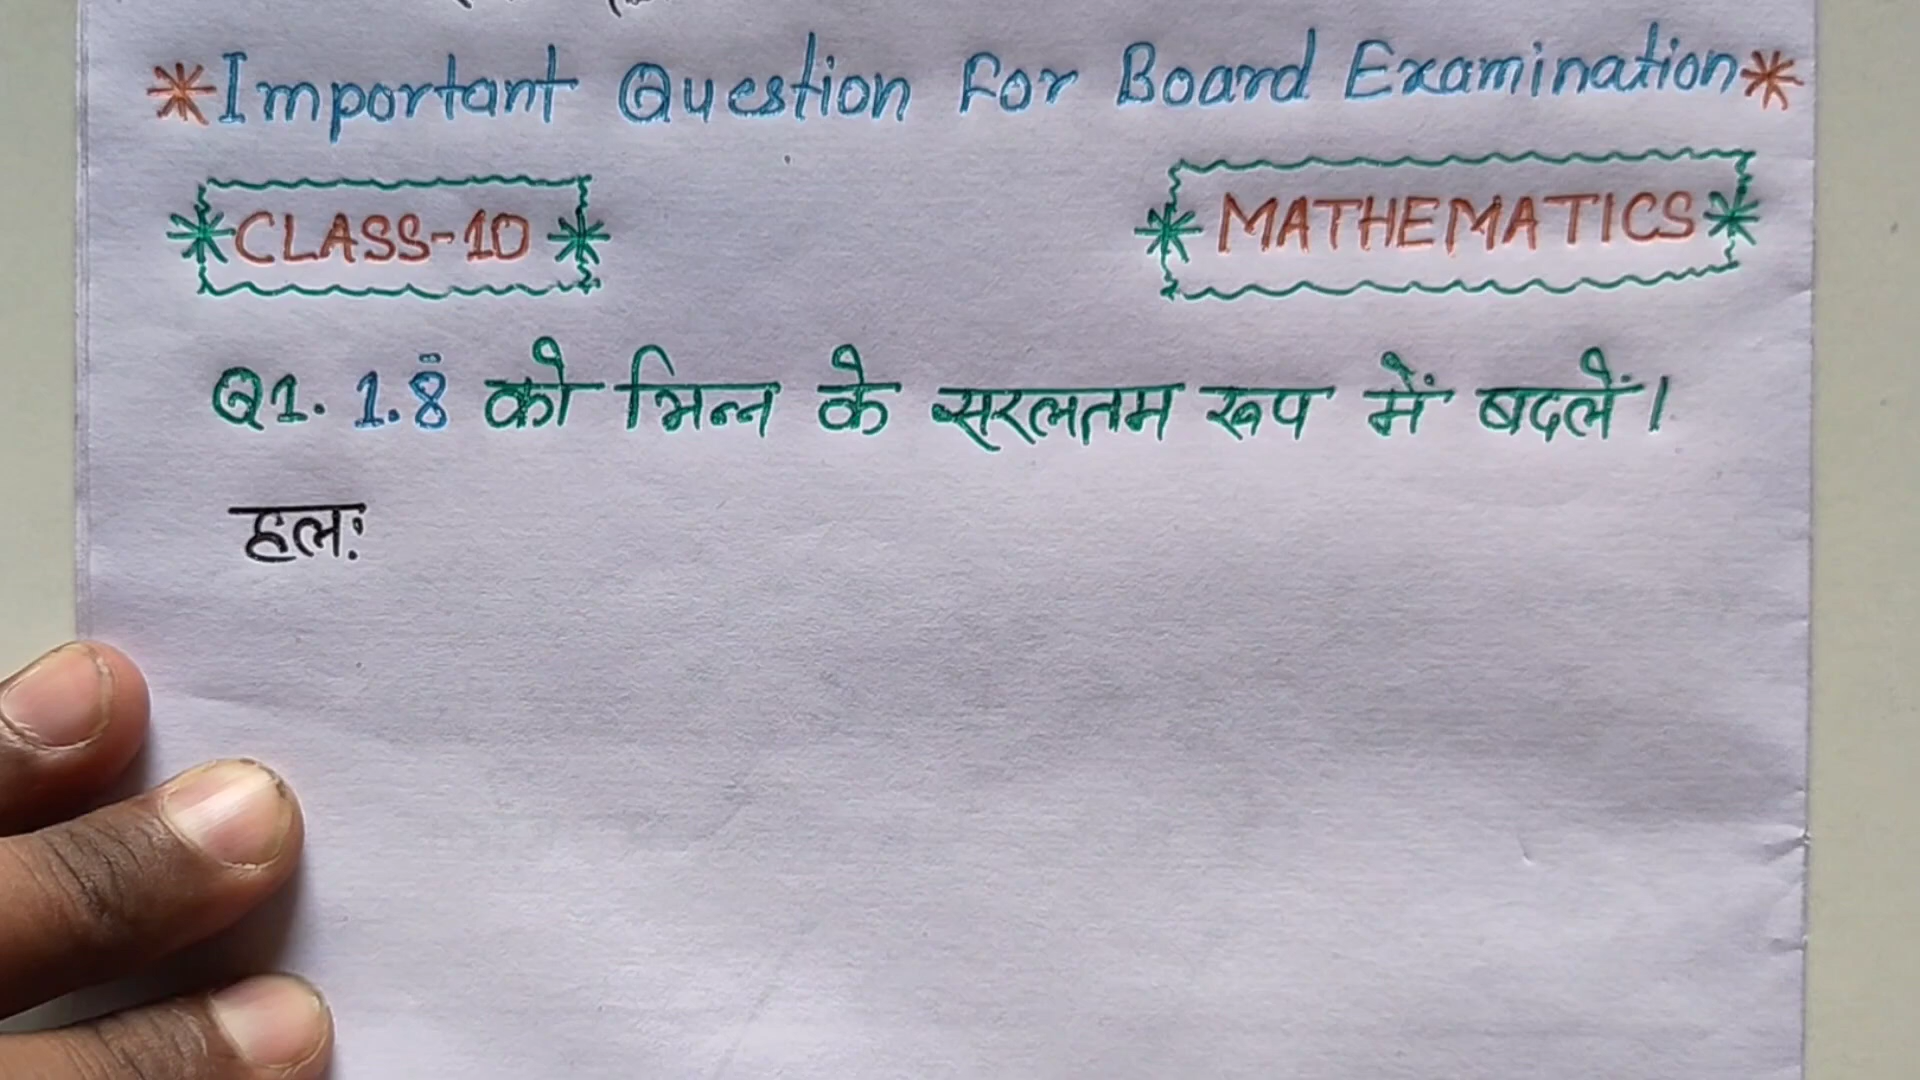 *Important Question For Board Examination*
*CLASS-10*
*MATHEMATICS*
Q1. 1.8̄ को भिन्न के सरलतम रूप में बदलें।
हल: